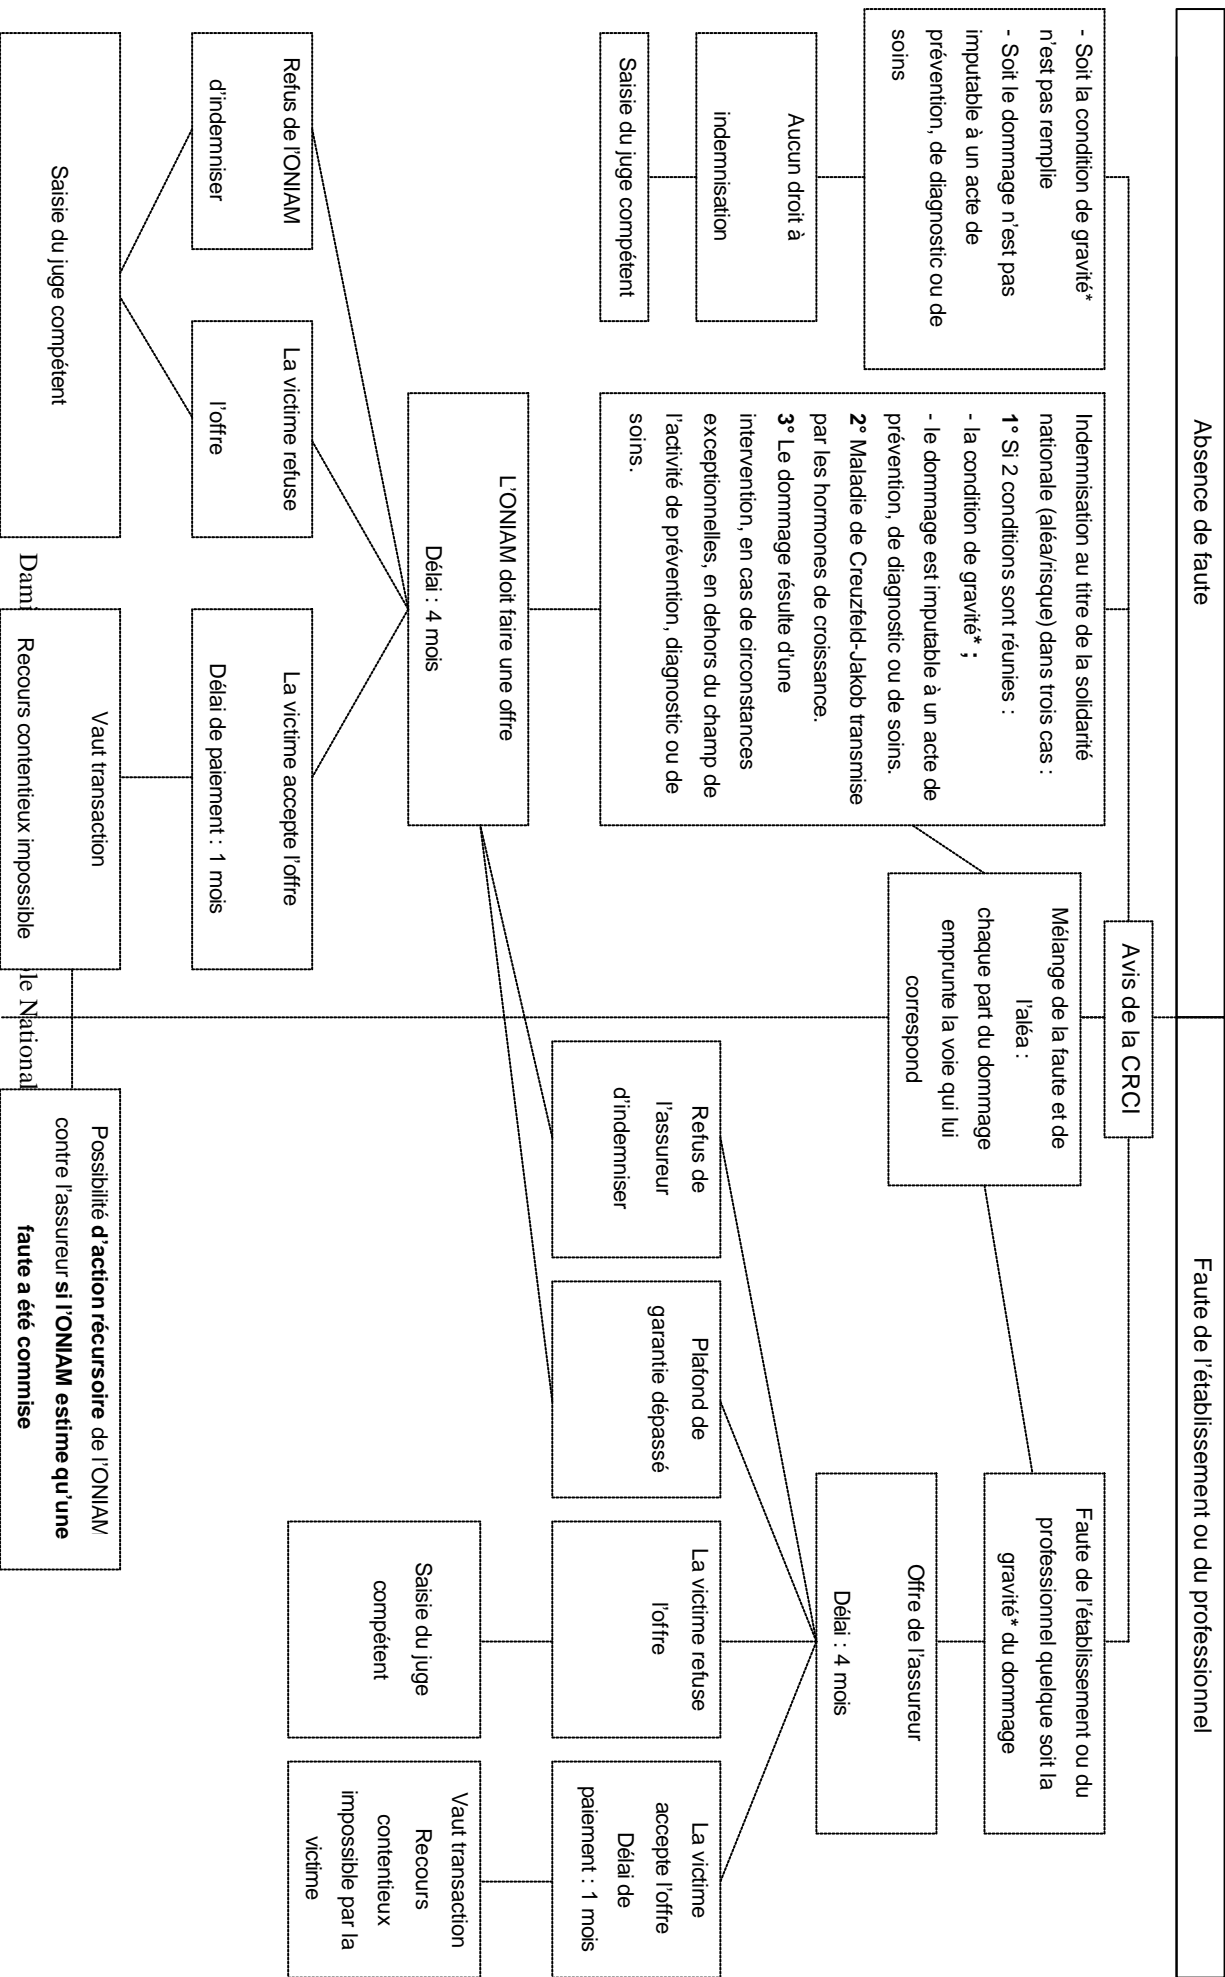 Absence de faute
Faute de l'établissement ou du professionnel
Avis de la CRCI
- Soit la condition de gravité*
n'est pas remplie
- Soit le dommage n'est pas
imputable à un acte de
prévention, de diagnostic ou de
soins
Indemnisation au titre de la solidarité
nationale (aléa/risque) dans trois cas :
1° Si 2 conditions sont réunies :
- la condition de gravité* ;
- le dommage est imputable à un acte de
prévention, de diagnostic ou de soins.
2° Maladie de Creuzfeld-Jakob transmise
par les hormones de croissance.
3° Le dommage résulte d'une
intervention, en cas de circonstances
exceptionnelles, en dehors du champ de
l'activité de prévention, diagnostic ou de
soins.
Mélange de la faute et de
l'aléa :
chaque part du dommage
emprunte la voie qui lui
correspond
Faute de l'établissement ou du
professionnel quelque soit la
gravité* du dommage
Aucun droit à
indemnisation
Saisie du juge compétent
Offre de l'assureur
Délai : 4 mois
L'ONIAM doit faire une offre
Délai : 4 mois
Refus de
l'assureur
d'indemniser
Plafond de
garantie dépassé
La victime refuse
l'offre
La victime
accepte l'offre
Délai de
paiement : 1 mois
Saisie du juge
compétent
Vaut transaction
Recours
contentieux
impossible par la
victime
Refus de l'ONIAM
d'indemniser
La victime refuse
l'offre
La victime accepte l'offre
Délai de paiement : 1 mois
Saisie du juge compétent
Vaut transaction
Recours contentieux impossible
Possibilité d'action récursoire de l'ONIAM
contre l'assureur si l'ONIAM estime qu'une
faute a été commise
Dami
le National